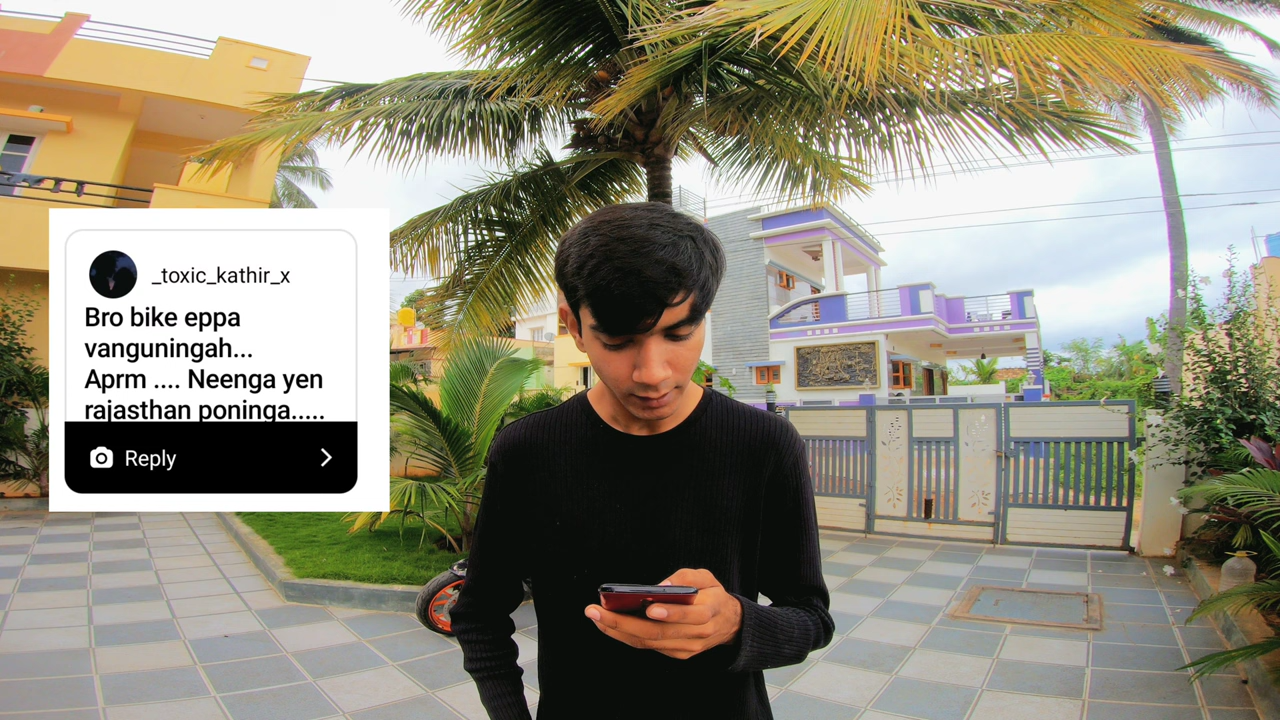 _toxic_kathir_x
Bro bike eppa
vanguningah...
Aprm .... Neenga yen
rajasthan poninga.....
Reply